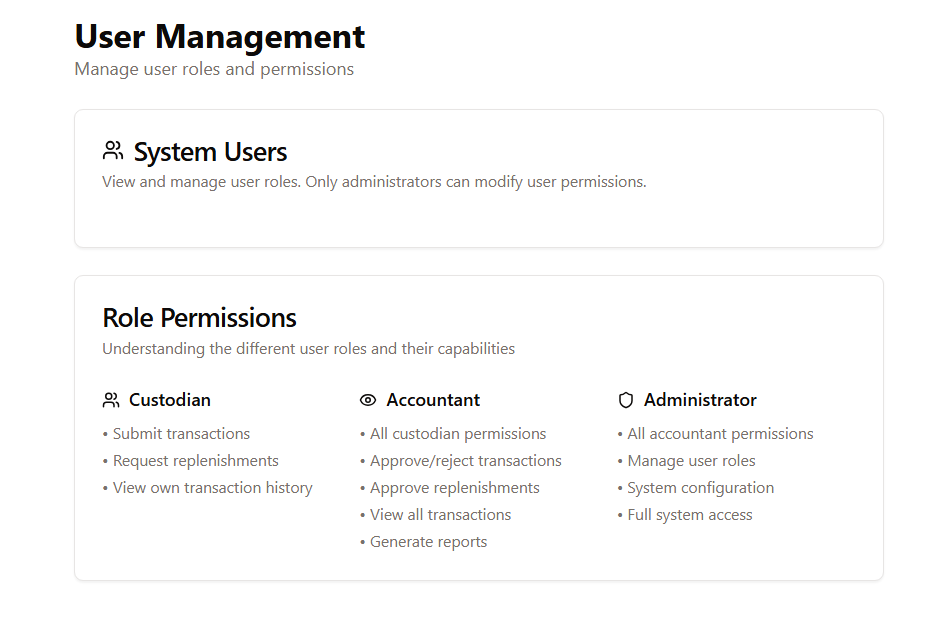 User Management
Manage user roles and permissions
System Users
View and manage user roles. Only administrators can modify user permissions.
Role Permissions
Understanding the different user roles and their capabilities
Custodian
• Submit transactions
• Request replenishments
• View own transaction history
Accountant
• All custodian permissions
• Approve/reject transactions
• Approve replenishments
• View all transactions
• Generate reports
Administrator
• All accountant permissions
• Manage user roles
• System configuration
• Full system access